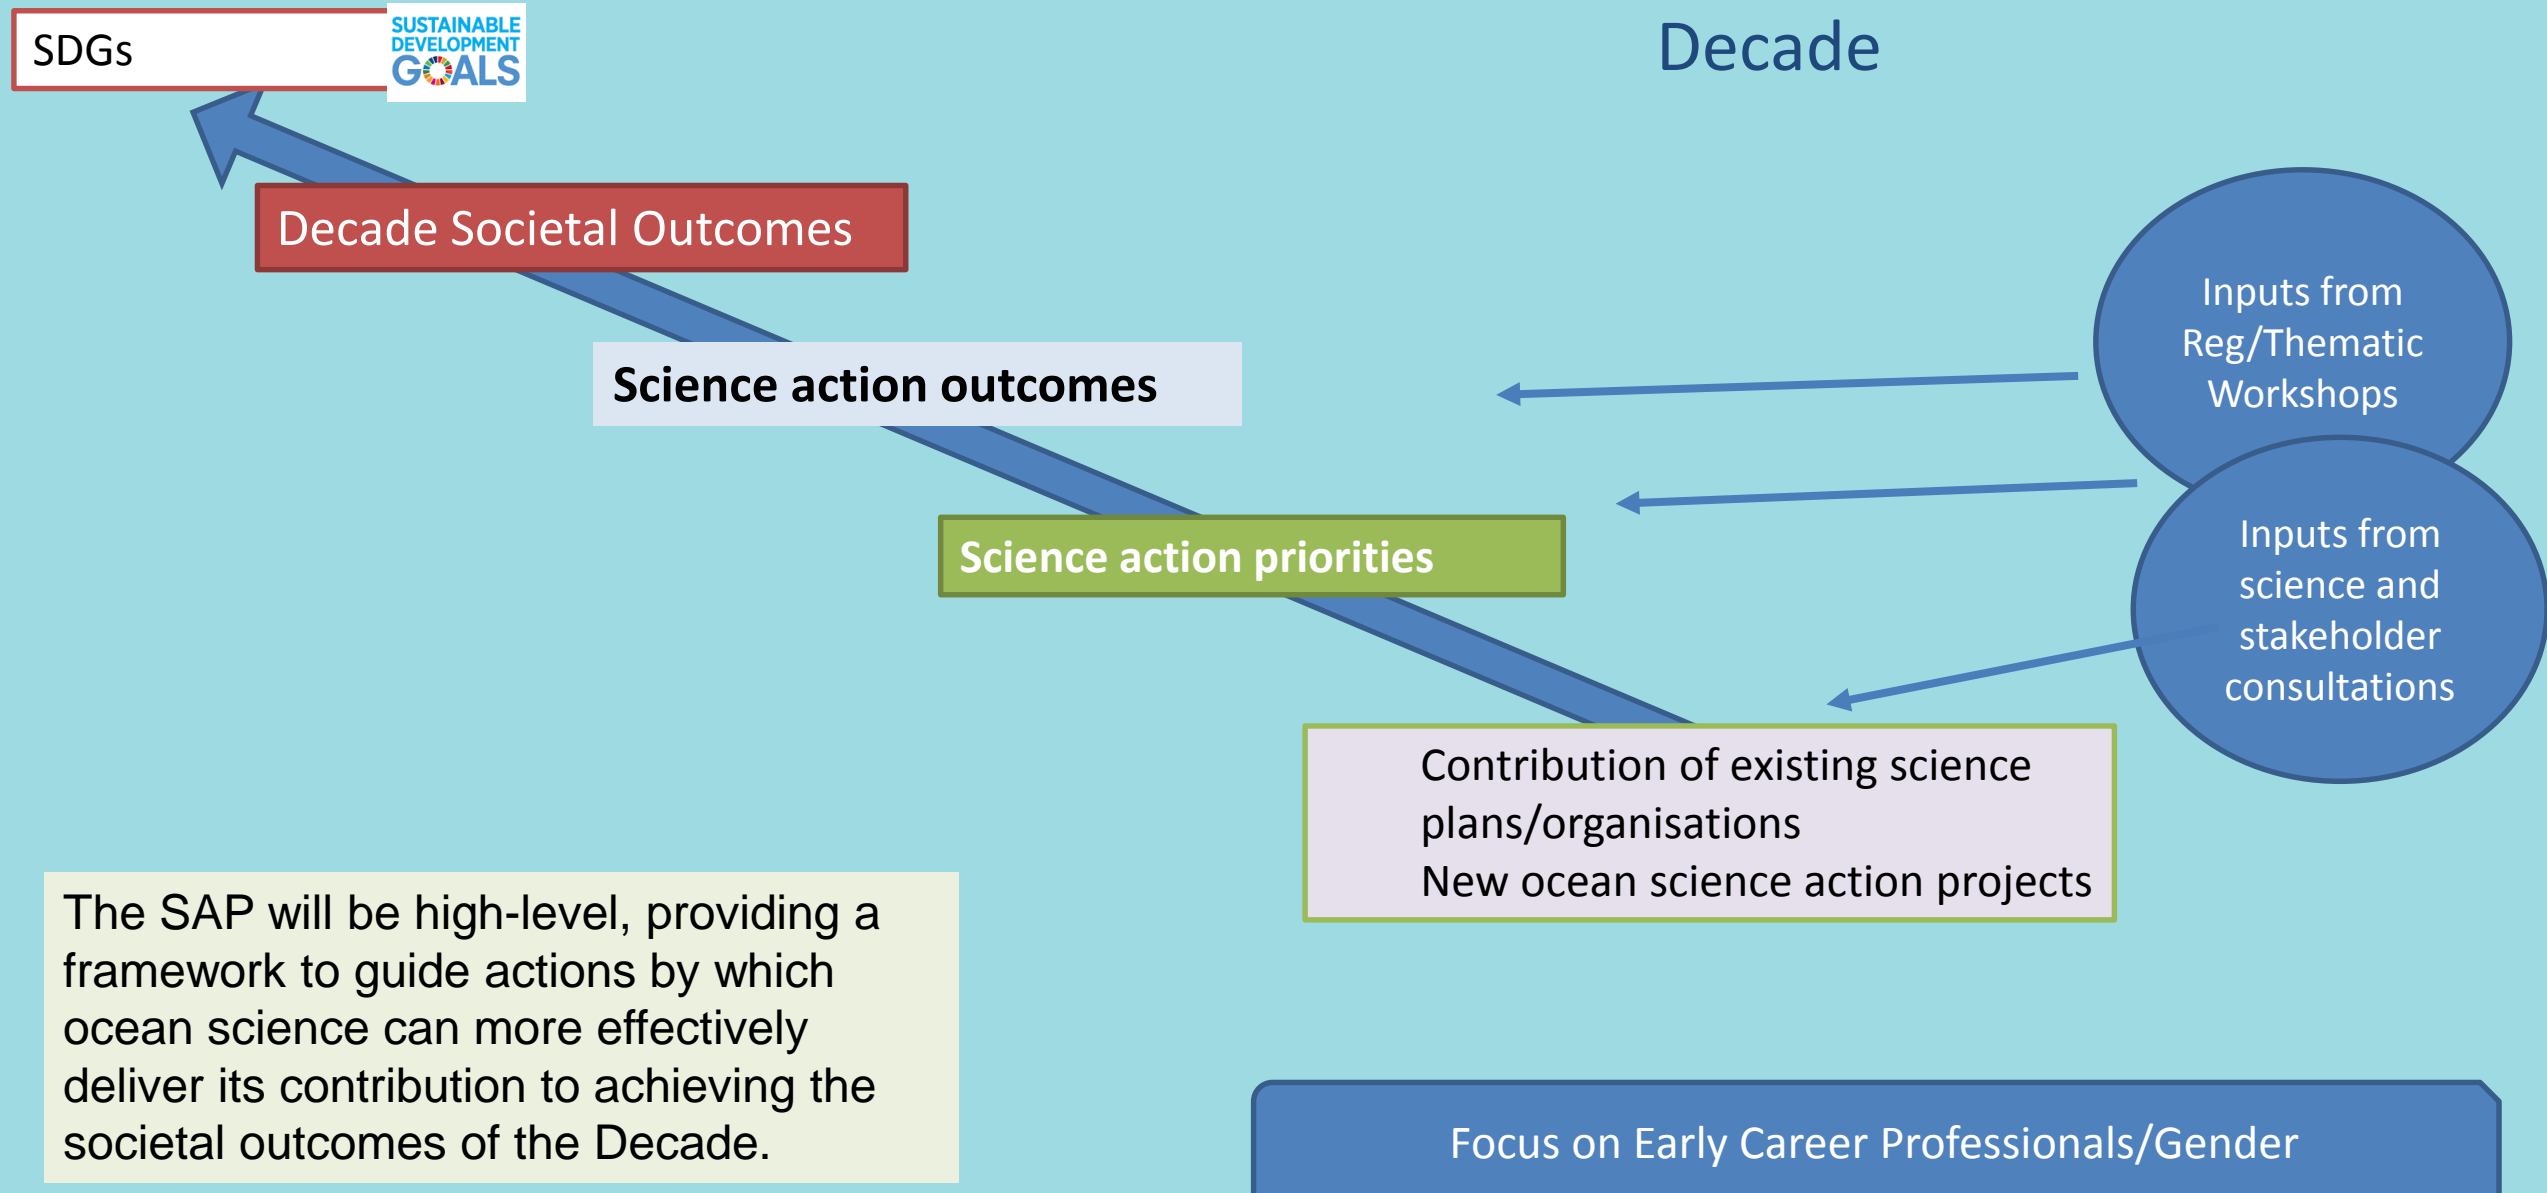 SDGs
SUSTAINABLE
DEVELOPMENT
GOALS
Decade
Decade Societal Outcomes
Science action outcomes
Science action priorities
Inputs from
Reg/Thematic
Workshops
Inputs from
science and
stakeholder
consultations
Contribution of existing science
plans/organisations
New ocean science action projects
The SAP will be high-level, providing a
framework to guide actions by which
ocean science can more effectively
deliver its contribution to achieving the
societal outcomes of the Decade.
Focus on Early Career Professionals/Gender